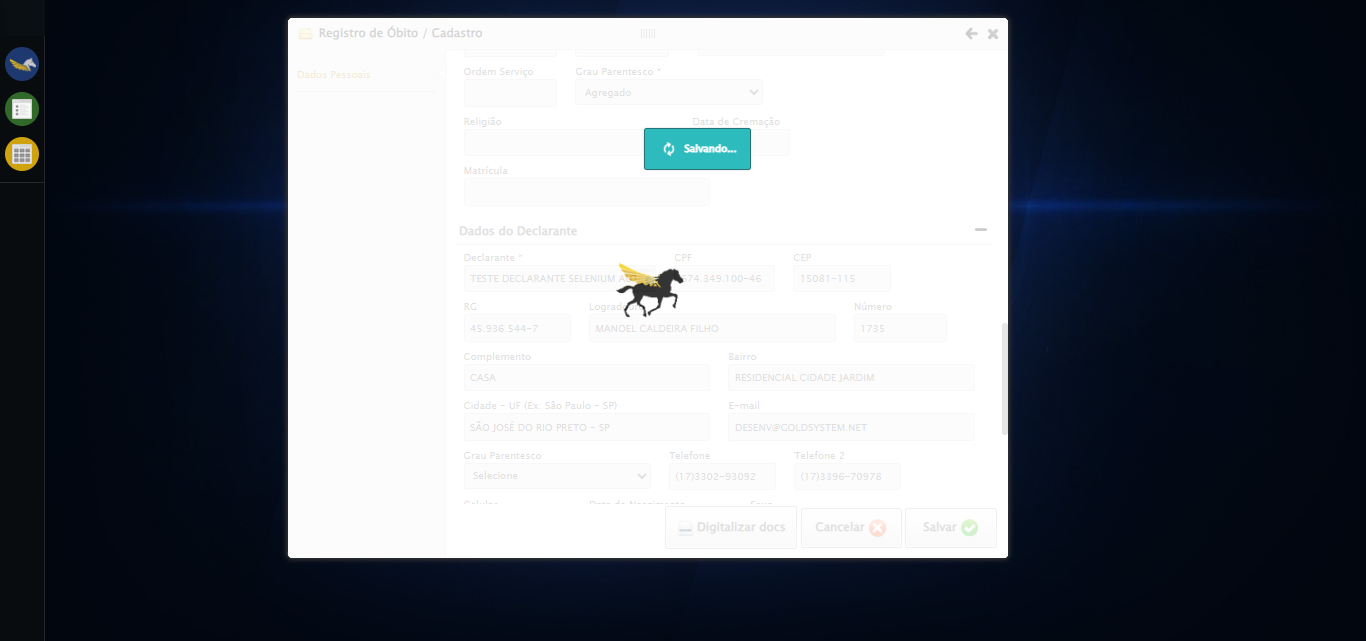 Registro de Óbito / Cadastro
Dados Pessoais
Ordem Serviço Grau Parentesco *
Agregado
Religião Data de Cremação
Salvando...
Matrícula
Dados do Declarante
Declarante * CPF CEP
TESTE DECLARANTE SELENIUM 74.349.100-46 15081-115
RG Número
45.936.544-7 MANOEL CALDEIRA FILHO 1735
Complemento Bairro
CASA RESIDENCIAL CIDADE JARDIM
Cidade - UF (Ex: São Paulo - SP) E-mail
SÃO JOSÉ DO RIO PRETO - SP DESENV@GOLDSYSTEM.NET
Grau Parentesco Telefone Telefone 2
Selecione (17)3302-93092 (17)3396-70978
Digitalizar docs Cancelar Salvar